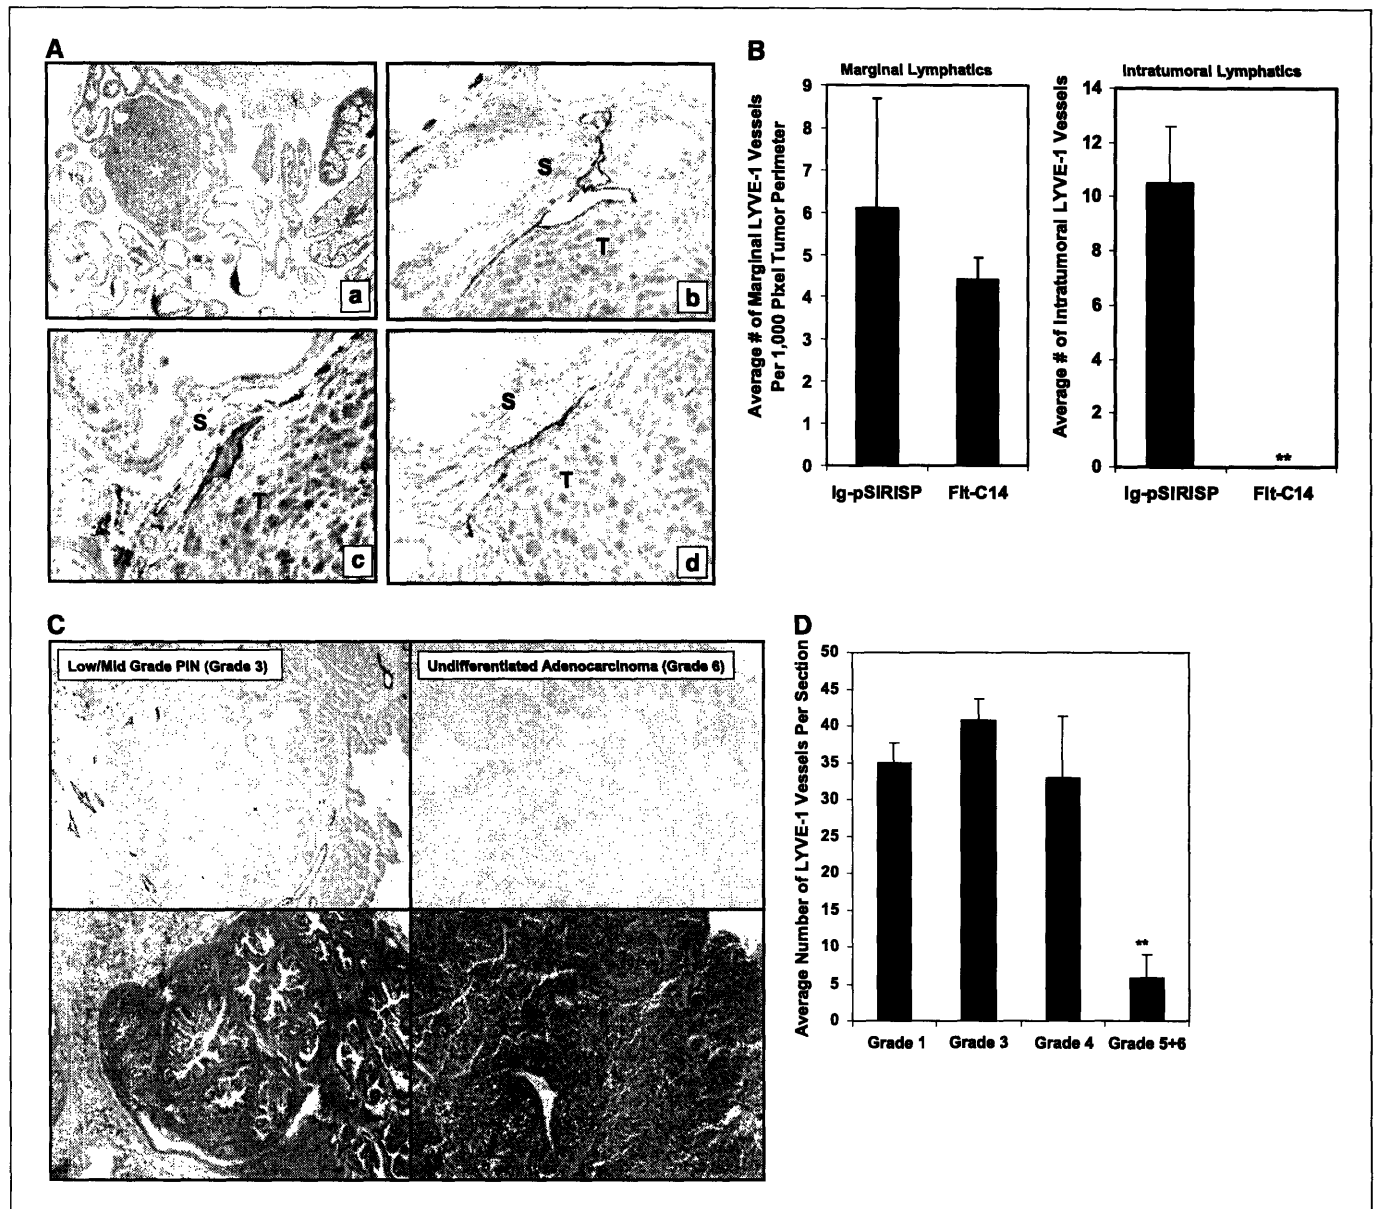 A
a
S
T
b
S
T
c
S
T
d
B
Marginal Lymphatics
Average # of Marginal LYVE-1 Vessels
Per 1,000 Pixel Tumor Perimeter
9
8
7
6
5
4
3
2
1
0
Ig-pSIRISP
Flt-C14
Intratumoral Lymphatics
Average # of Intratumoral LYVE-1 Vessels
14
12
10
8
6
4
2
0
**
Ig-pSIRISP
Flt-C14
C
Low/Mid Grade PIN (Grade 3)
Undifferentiated Adenocarcinoma (Grade 6)
D
Average Number of LYVE-1 Vessels Per Section
50
45
40
35
30
25
20
15
10
5
0
**
Grade 1
Grade 3
Grade 4
Grade 5+6